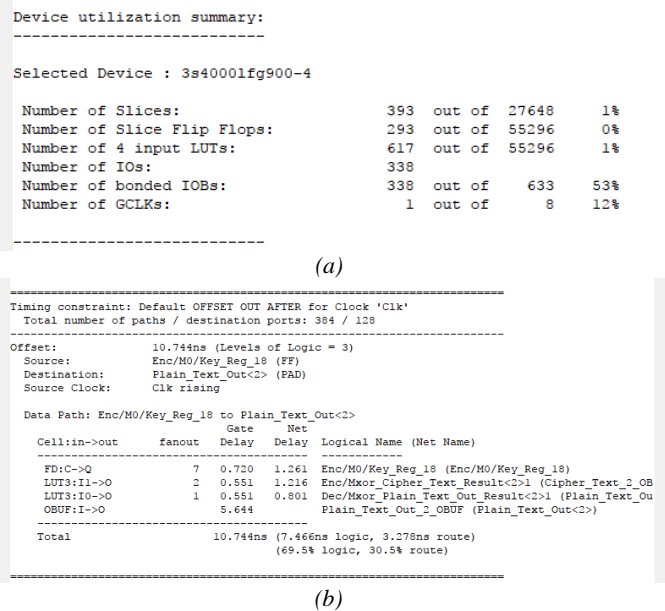 Device utilization summary:
---------------------------
Selected Device : 3s4000lfg900-4
Number of Slices: 393 out of 27648 1%
Number of Slice Flip Flops: 293 out of 55296 0%
Number of 4 input LUTs: 617 out of 55296 1%
Number of IOs: 338
Number of bonded IOBs: 338 out of 633 53%
Number of GCLKs: 1 out of 8 12%
---------------------------
(a)
=========================================================================
Timing constraint: Default OFFSET OUT AFTER for Clock 'Clk'
Total number of paths / destination ports: 384 / 128
-------------------------------------------------------------------------
Offset: 10.744ns (Levels of Logic = 3)
Source: Enc/M0/Key_Reg_18 (FF)
Destination: Plain_Text_Out<2> (PAD)
Source Clock: Clk rising
Data Path: Enc/M0/Key_Reg_18 to Plain_Text_Out<2>
Gate Net
Cell:in->out fanout Delay Delay Logical Name (Net Name)
---------------------------------------- ------------
FD:C->Q 7 0.720 1.261 Enc/M0/Key_Reg_18 (Enc/M0/Key_Reg_18)
LUT3:I1->O 2 0.551 1.216 Enc/Mxor_Cipher_Text_Result<2>1 (Cipher_Text_2_OB
LUT3:I0->O 1 0.551 0.801 Dec/Mxor_Plain_Text_Out_Result<2>1 (Plain_Text_Ou
OBUF:I->O 5.644 Plain_Text_Out_2_OBUF (Plain_Text_Out<2>)
----------------------------------------
Total 10.744ns (7.466ns logic, 3.278ns route)
(69.5% logic, 30.5% route)
=========================================================================
(b)